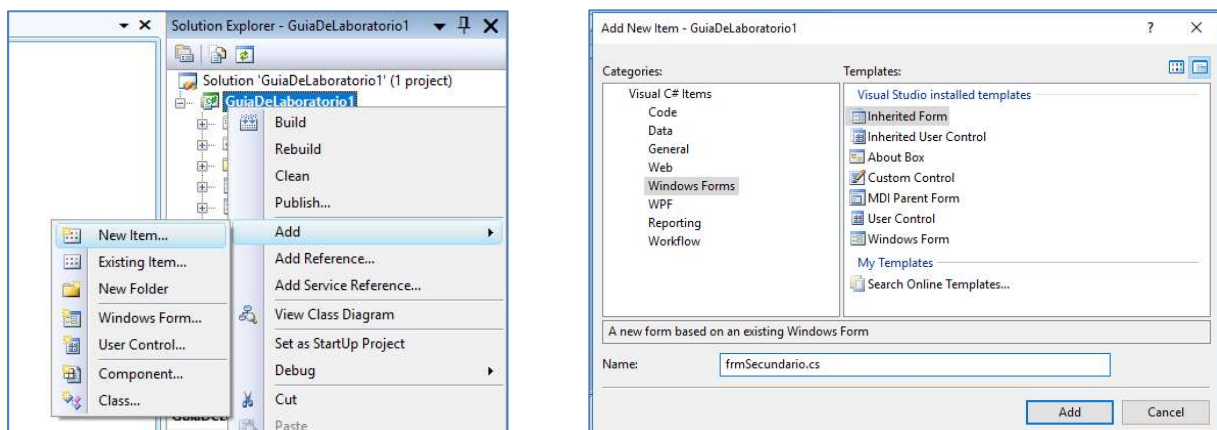 Solution Explorer - GuiaDeLaboratorio1
Solution 'GuiaDeLaboratorio1' (1 project)
GuiaDeLaboratorio1
Build
Rebuild
Clean
Publish...
Add
Add Reference...
Add Service Reference...
View Class Diagram
Set as StartUp Project
Debug
Cut
Paste
New Item...
Existing Item...
New Folder
Windows Form...
User Control...
Component...
Class...
Add New Item - GuiaDeLaboratorio1
Categories:
Visual C# Items
Code
Data
General
Web
Windows Forms
WPF
Reporting
Workflow
Templates:
Visual Studio installed templates
Inherited Form
Inherited User Control
About Box
Custom Control
MDI Parent Form
User Control
Windows Form
My Templates
Search Online Templates...
A new form based on an existing Windows Form
Name: frmSecundario.cs
Add Cancel